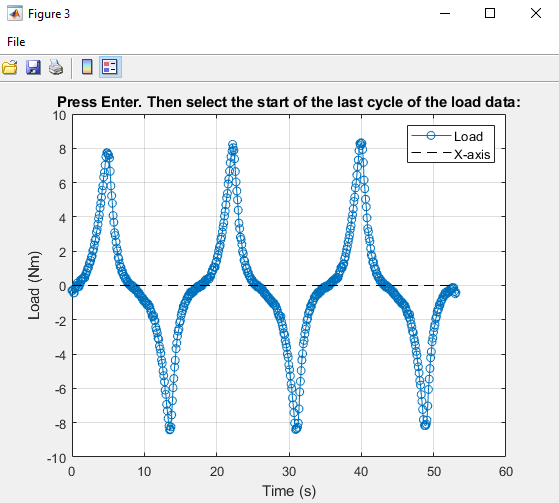 Figure 3
File
Press Enter. Then select the start of the last cycle of the load data:
10
8
6
4
2
0
-2
-4
-6
-8
-10
Load (Nm)
Load
X-axis
0 10 20 30 40 50 60
Time (s)